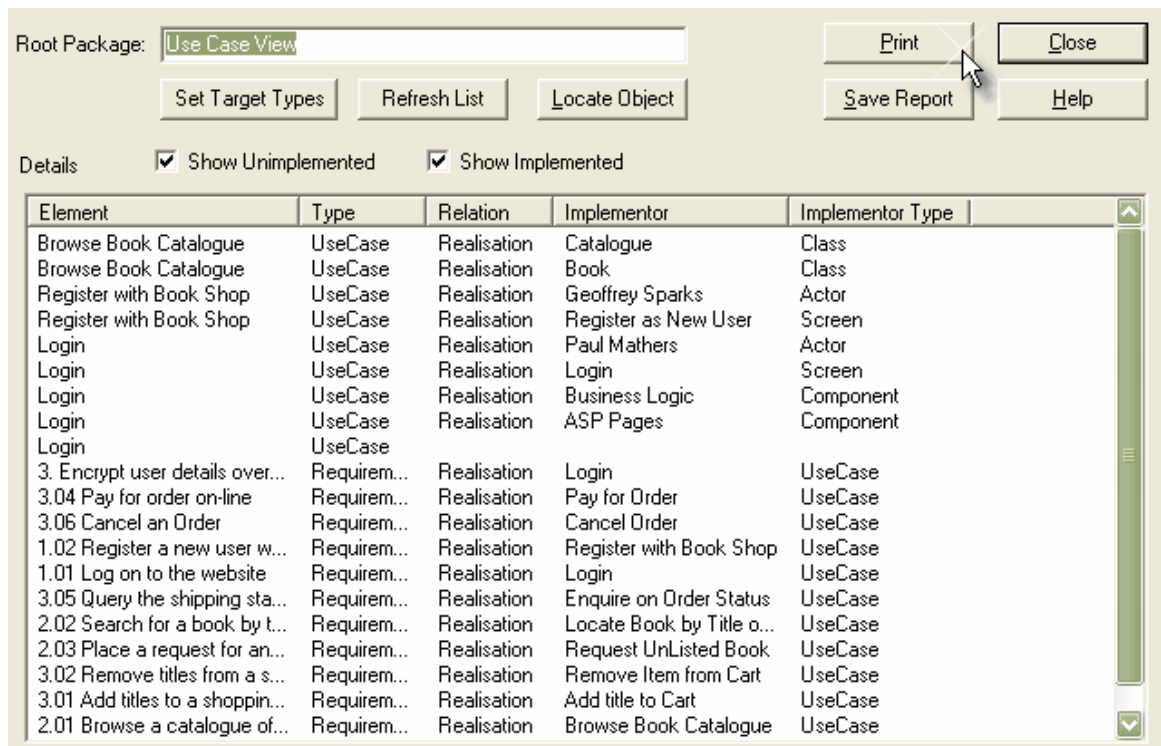 Root Package: Use Case View Print Close
Set Target Types Refresh List Locate Object Save Report Help
Details Show Unimplemented Show Implemented
Element Type Relation Implementor Implementor Type
Browse Book Catalogue UseCase Realisation Catalogue Class
Browse Book Catalogue UseCase Realisation Book Class
Register with Book Shop UseCase Realisation Geoffrey Sparks Actor
Register with Book Shop UseCase Realisation Register as New User Screen
Login UseCase Realisation Paul Mathers Actor
Login UseCase Realisation Login Screen
Login UseCase Realisation Business Logic Component
Login UseCase Realisation ASP Pages Component
Login UseCase
3. Encrypt user details over... Requirem... Realisation Login UseCase
3.04 Pay for order on-line Requirem... Realisation Pay for Order UseCase
3.06 Cancel an Order Requirem... Realisation Cancel Order UseCase
1.02 Register a new user w... Requirem... Realisation Register with Book Shop UseCase
1.01 Log on to the website Requirem... Realisation Login UseCase
3.05 Query the shipping sta... Requirem... Realisation Enquire on Order Status UseCase
2.02 Search for a book by t... Requirem... Realisation Locate Book by Title o... UseCase
2.03 Place a request for an... Requirem... Realisation Request UnListed Book UseCase
3.02 Remove titles from a s... Requirem... Realisation Remove Item from Cart UseCase
3.01 Add titles to a shoppin... Requirem... Realisation Add title to Cart UseCase
2.01 Browse a catalogue of... Requirem... Realisation Browse Book Catalogue UseCase